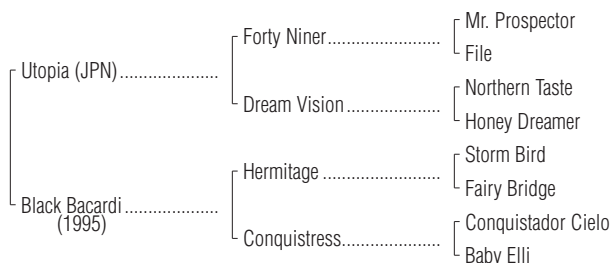 Mr. Prospector
Forty Niner
File
Utopia (JPN)
Northern Taste
Dream Vision
Honey Dreamer
Storm Bird
Hermitage
Fairy Bridge
Black Bacardi
(1995)
Conquistador Cielo
Conquistress
Baby Elli